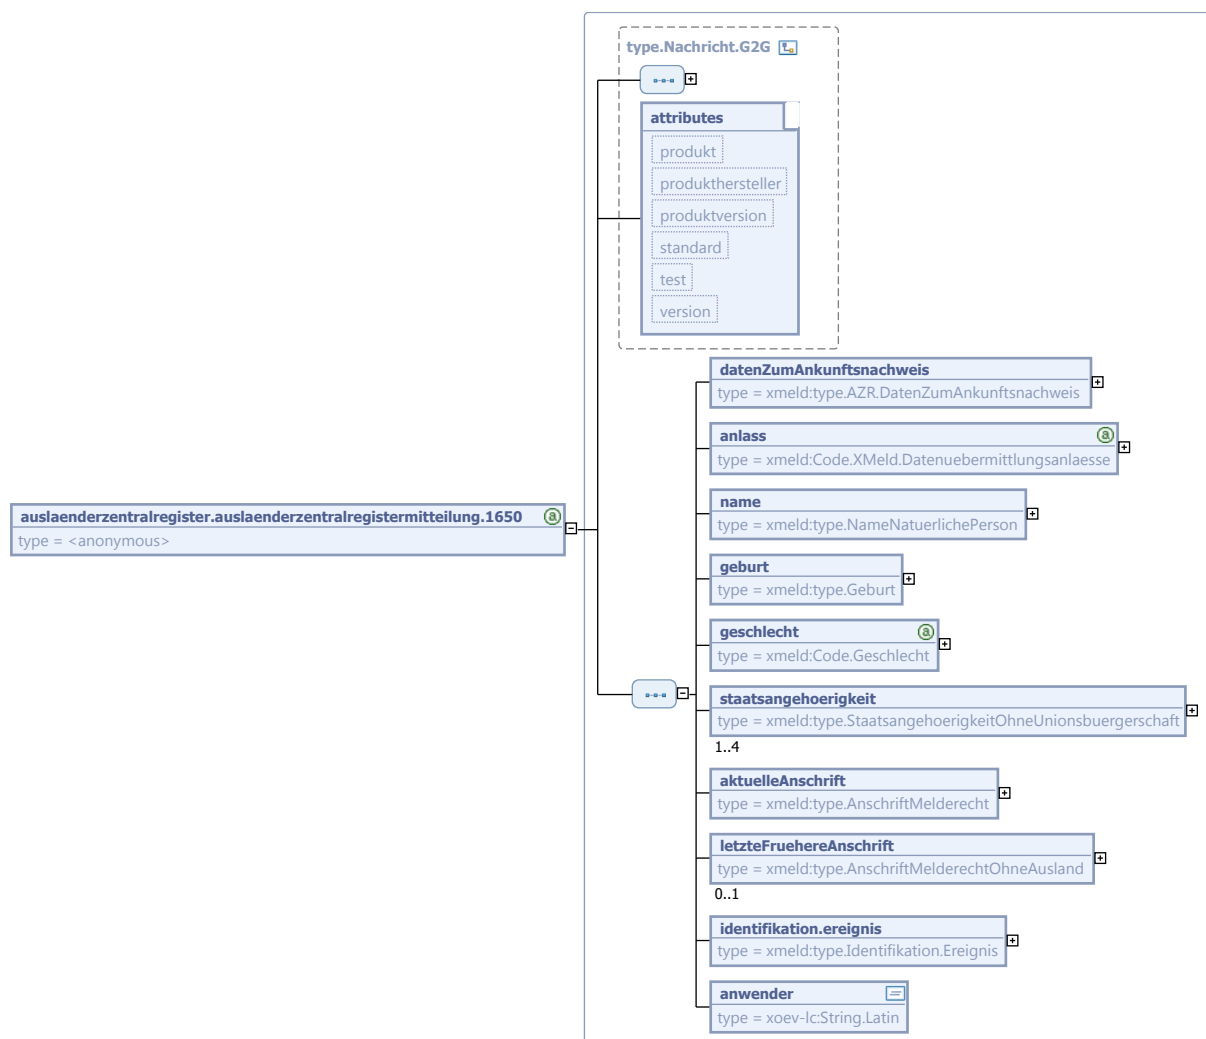 type.Nachricht.G2G
attributes
produkt
produkthersteller
produktversion
standard
test
version
datenZumAnkunftsnachweis
type = xmeld:type.AZR.DatenZumAnkunftsnachweis
anlass
type = xmeld:Code.XMeld.Datenuebermittlungsanlaesse
name
type = xmeld:type.NameNatuerlichePerson
auslaenderzentralregister.auslaenderzentralregistermitteilung.1650
type = <anonymous>
geburt
type = xmeld:type.Geburt
geschlecht
type = xmeld:Code.Geschlecht
staatsangehoerigkeit
type = xmeld:type.StaatsangehoerigkeitOhneUnionsbuergerschaft
1..4
aktuelleAnschrift
type = xmeld:type.AnschriftMelderecht
letzteFruehereAnschrift
type = xmeld:type.AnschriftMelderechtOhneAusland
0..1
identifikation.ereignis
type = xmeld:type.Identifikation.Ereignis
anwender
type = xoev-lc:String.Latin